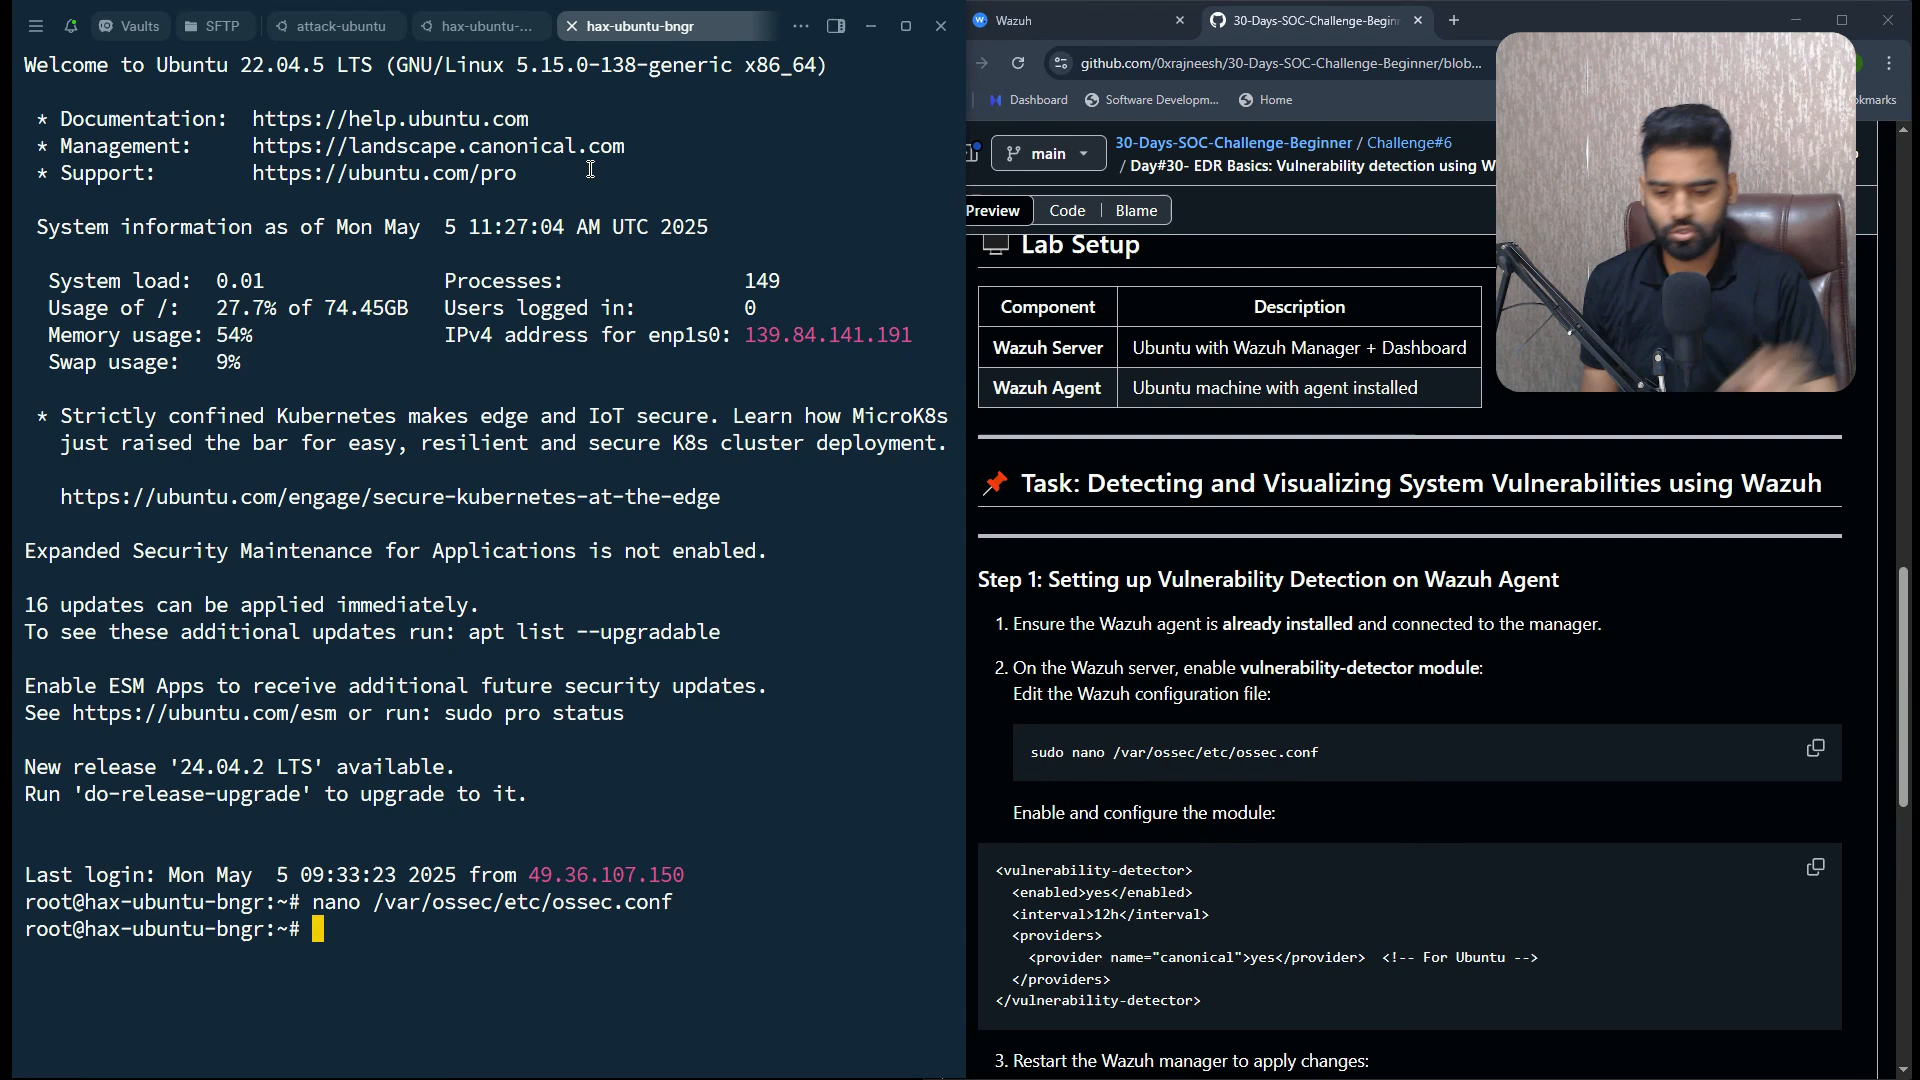 Vaults
SFTP
attack-ubuntu
hax-ubuntu-...
hax-ubuntu-bngr
Welcome to Ubuntu 22.04.5 LTS (GNU/Linux 5.15.0-138-generic x86_64)
* Documentation: https://help.ubuntu.com
* Management: https://landscape.canonical.com
* Support: https://ubuntu.com/pro
System information as of Mon May 5 11:27:04 AM UTC 2025
System load: 0.01 Processes: 149
Usage of /: 27.7% of 74.45GB Users logged in: 0
Memory usage: 54% IPv4 address for enp1s0: 139.84.141.191
Swap usage: 9%
* Strictly confined Kubernetes makes edge and IoT secure. Learn how MicroK8s
just raised the bar for easy, resilient and secure K8s cluster deployment.
https://ubuntu.com/engage/secure-kubernetes-at-the-edge
Expanded Security Maintenance for Applications is not enabled.
16 updates can be applied immediately.
To see these additional updates run: apt list --upgradable
Enable ESM Apps to receive additional future security updates.
See https://ubuntu.com/esm or run: sudo pro status
New release '24.04.2 LTS' available.
Run 'do-release-upgrade' to upgrade to it.
Last login: Mon May 5 09:33:23 2025 from 49.36.107.150
root@hax-ubuntu-bngr:~# nano /var/ossec/etc/ossec.conf
root@hax-ubuntu-bngr:~#
Wazuh
30-Days-SOC-Challenge-Beginn
github.com/0xrajneesh/30-Days-SOC-Challenge-Beginner/blob...
Dashboard
Software Developm...
Home
okmarks
main
30-Days-SOC-Challenge-Beginner / Challenge#6
/ Day#30- EDR Basics: Vulnerability detection using W
Preview
Code
Blame
Lab Setup
Component Description
Wazuh Server Ubuntu with Wazuh Manager + Dashboard
Wazuh Agent Ubuntu machine with agent installed
Task: Detecting and Visualizing System Vulnerabilities using Wazuh
Step 1: Setting up Vulnerability Detection on Wazuh Agent
1. Ensure the Wazuh agent is already installed and connected to the manager.
2. On the Wazuh server, enable vulnerability-detector module:
Edit the Wazuh configuration file:
sudo nano /var/ossec/etc/ossec.conf
Enable and configure the module:
<vulnerability-detector>
<enabled>yes</enabled>
<interval>12h</interval>
<providers>
<provider name="canonical">yes</provider> <!-- For Ubuntu -->
</providers>
</vulnerability-detector>
3. Restart the Wazuh manager to apply changes: